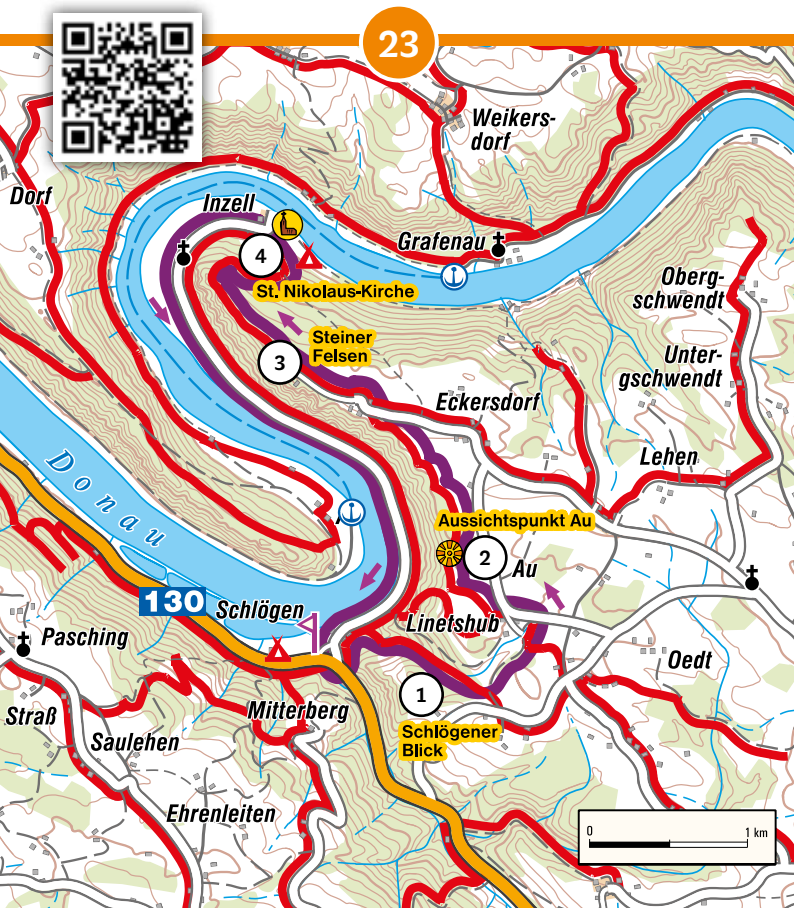 23
Weikers-
dorf
Dorf
Inzell
Grafenau
4
St. Nikolaus-Kirche
Oberg-
schwendt
Steiner
Felsen
3
Unter-
gschwendt
Eckersdorf
Lehen
Donau
Aussichtspunkt Au
2
Au
130
Schlögen
Linetshub
Pasching
Oedt
1
Mitterberg
Straß
Schlögener
Blick
Saulehen
Ehrenleiten
0
1 km